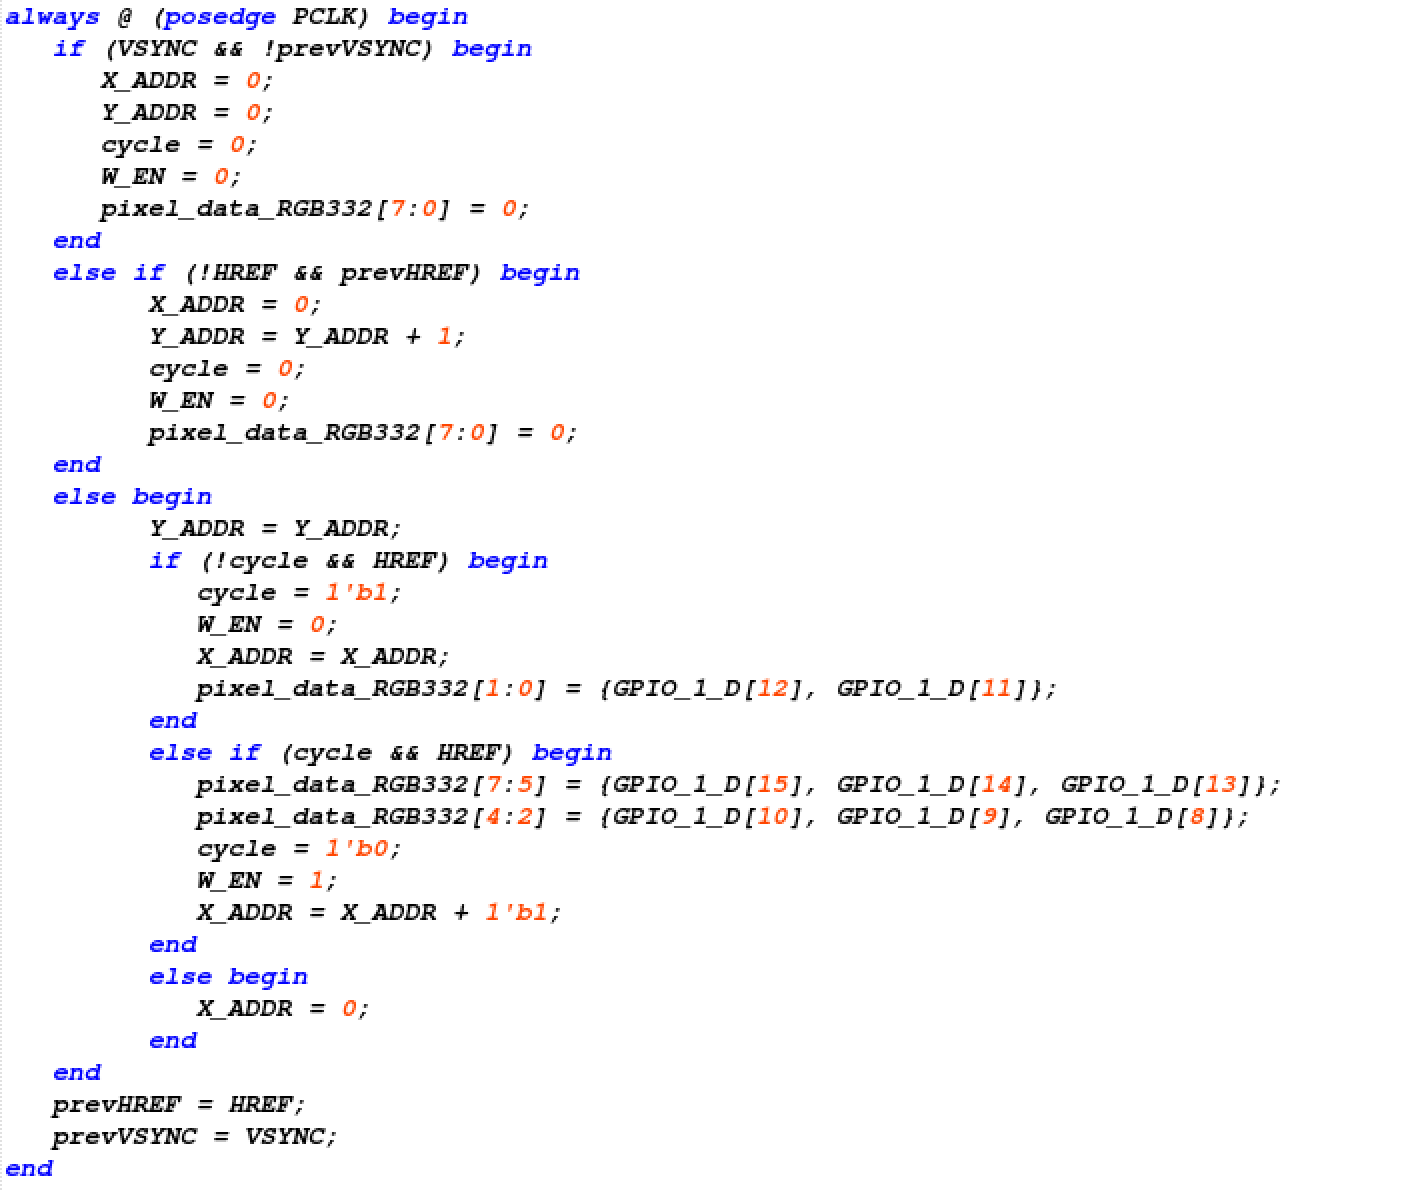 always @ (posedge PCLK) begin
if (VSYNC && !prevVSYNC) begin
X_ADDR = 0;
Y_ADDR = 0;
cycle = 0;
W_EN = 0;
pixel_data_RGB332[7:0] = 0;
end
else if (!HREF && prevHREF) begin
X_ADDR = 0;
Y_ADDR = Y_ADDR + 1;
cycle = 0;
W_EN = 0;
pixel_data_RGB332[7:0] = 0;
end
else begin
Y_ADDR = Y_ADDR;
if (!cycle && HREF) begin
cycle = 1'b1;
W_EN = 0;
X_ADDR = X_ADDR;
pixel_data_RGB332[1:0] = {GPIO_1_D[12], GPIO_1_D[11]};
end
else if (cycle && HREF) begin
pixel_data_RGB332[7:5] = {GPIO_1_D[15], GPIO_1_D[14], GPIO_1_D[13]};
pixel_data_RGB332[4:2] = {GPIO_1_D[10], GPIO_1_D[9], GPIO_1_D[8]};
cycle = 1'b0;
W_EN = 1;
X_ADDR = X_ADDR + 1'b1;
end
else begin
X_ADDR = 0;
end
end
prevHREF = HREF;
prevVSYNC = VSYNC;
end